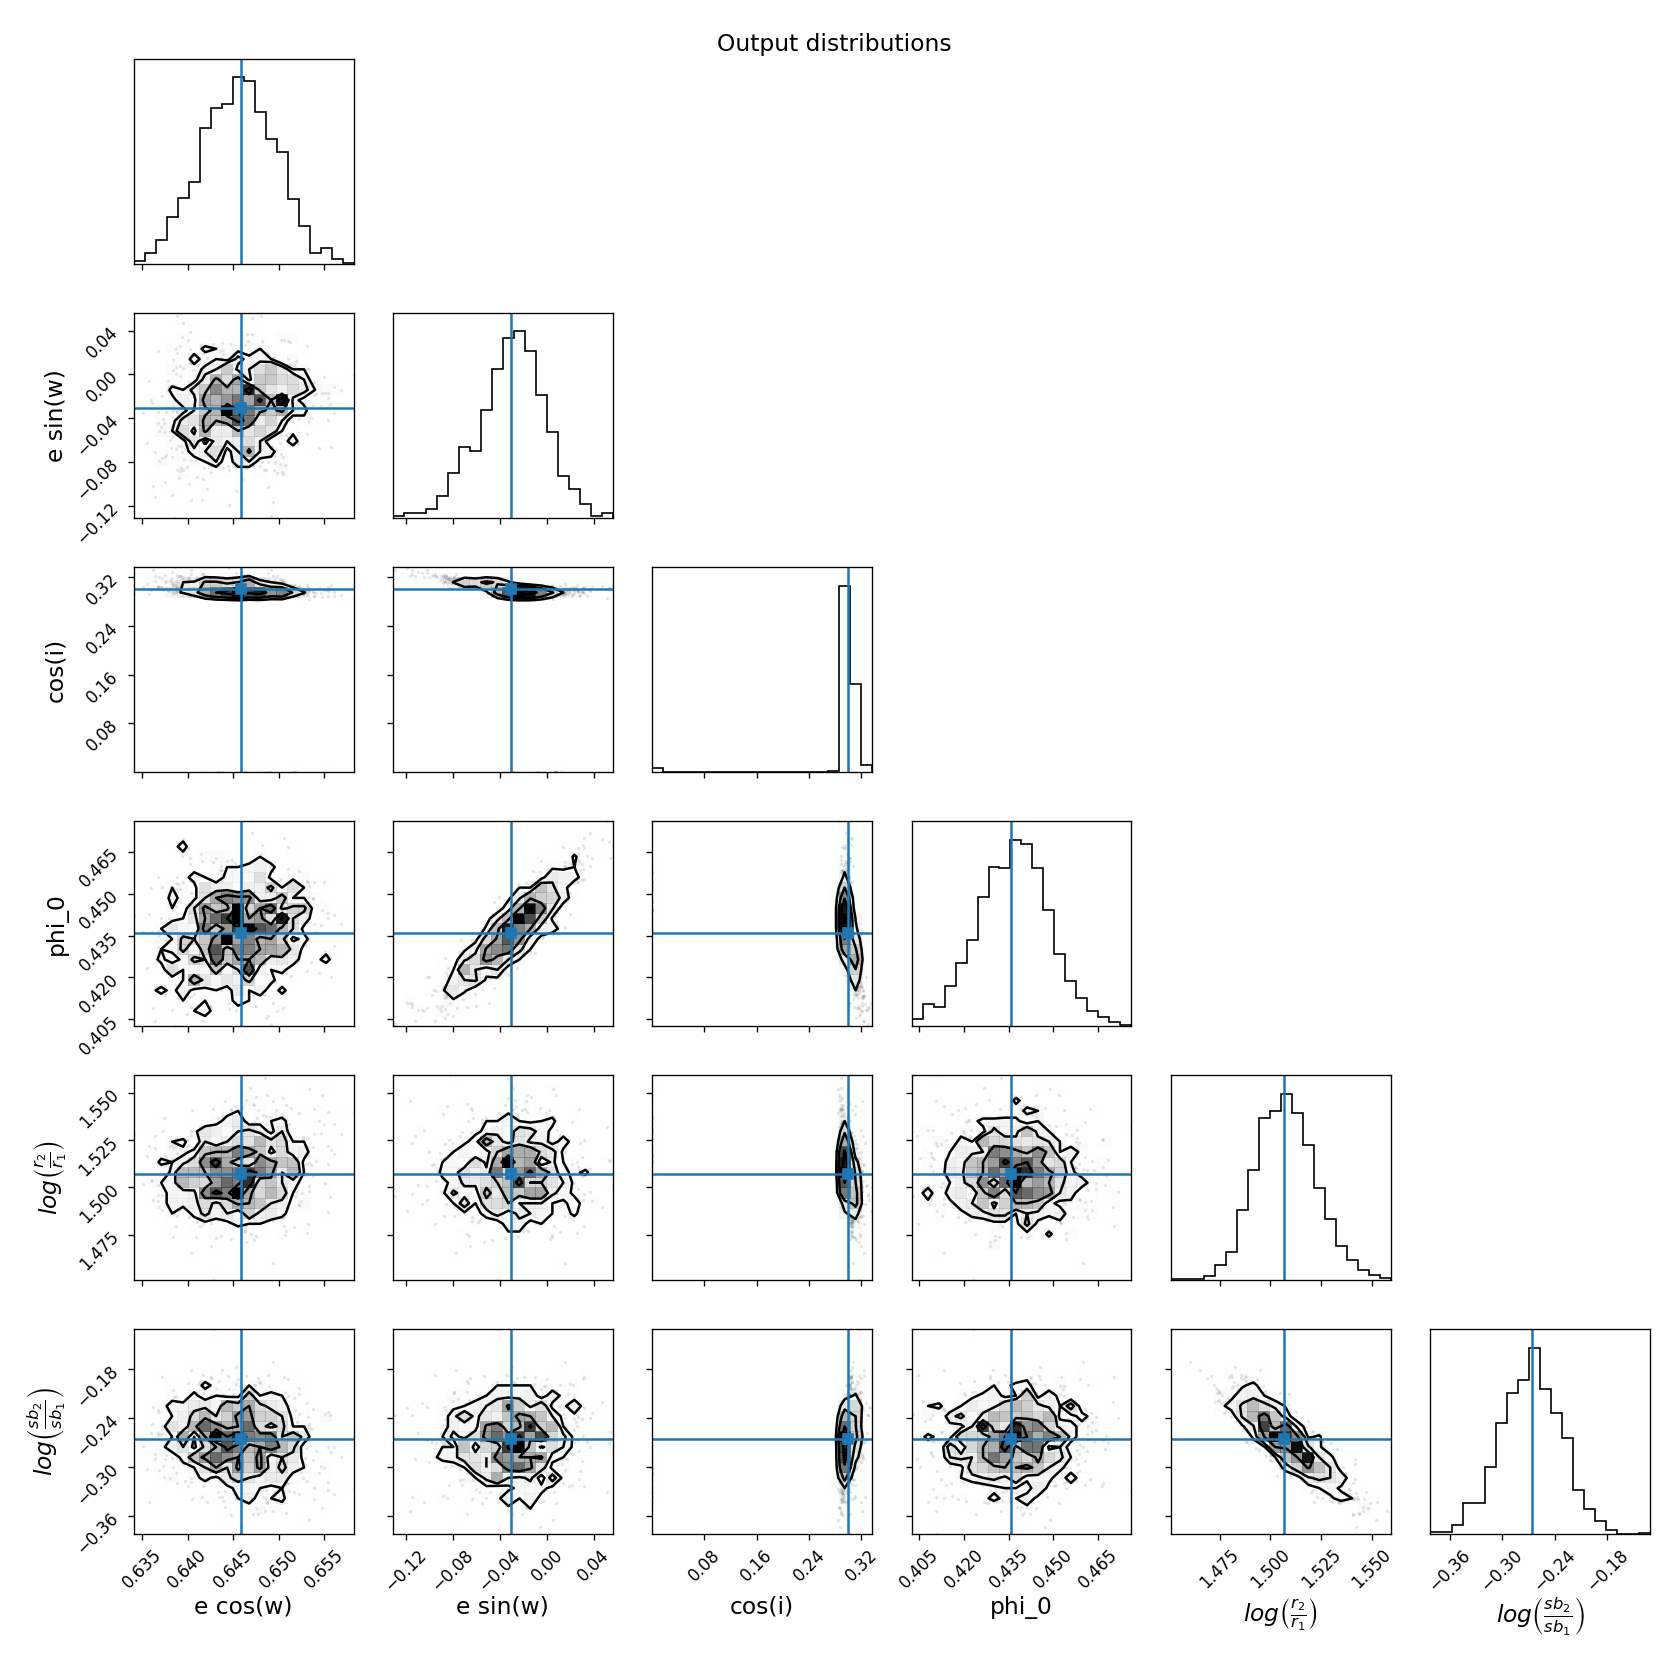 Output distributions
0.04
0.00
−0.04
−0.08
−0.12
e sin(w)
0.32
0.24
0.16
0.08
cos(i)
0.465
0.450
0.435
0.420
0.405
phi_0
1.550
1.525
1.500
1.475
log(r₂/r₁)
−0.18
−0.24
−0.30
−0.36
log(sb₂/sb₁)
0.635 0.640 0.645 0.650 0.655
e cos(w)
−0.12 −0.08 −0.04 0.00 0.04
e sin(w)
0.08 0.16 0.24 0.32
cos(i)
0.405 0.420 0.435 0.450 0.465
phi_0
1.475 1.500 1.525 1.550
log(r₂/r₁)
−0.36 −0.30 −0.24 −0.18
log(sb₂/sb₁)